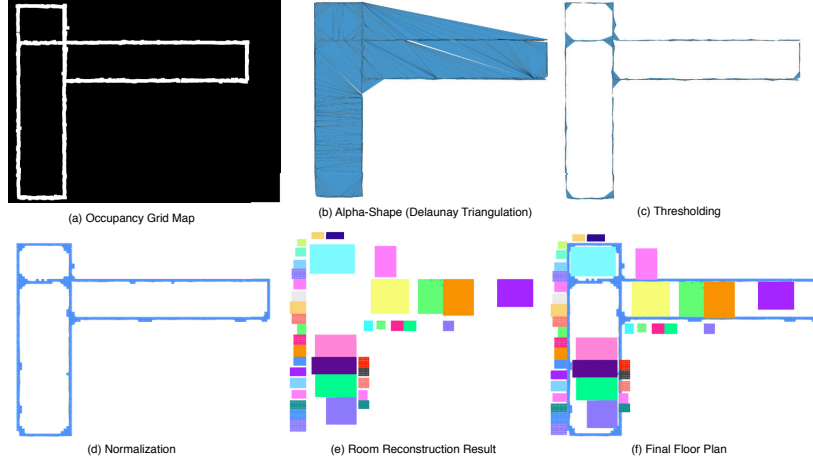 (a) Occupancy Grid Map
(b) Alpha-Shape (Delaunay Triangulation)
(c) Thresholding
(d) Normalization
(e) Room Reconstruction Result
(f) Final Floor Plan